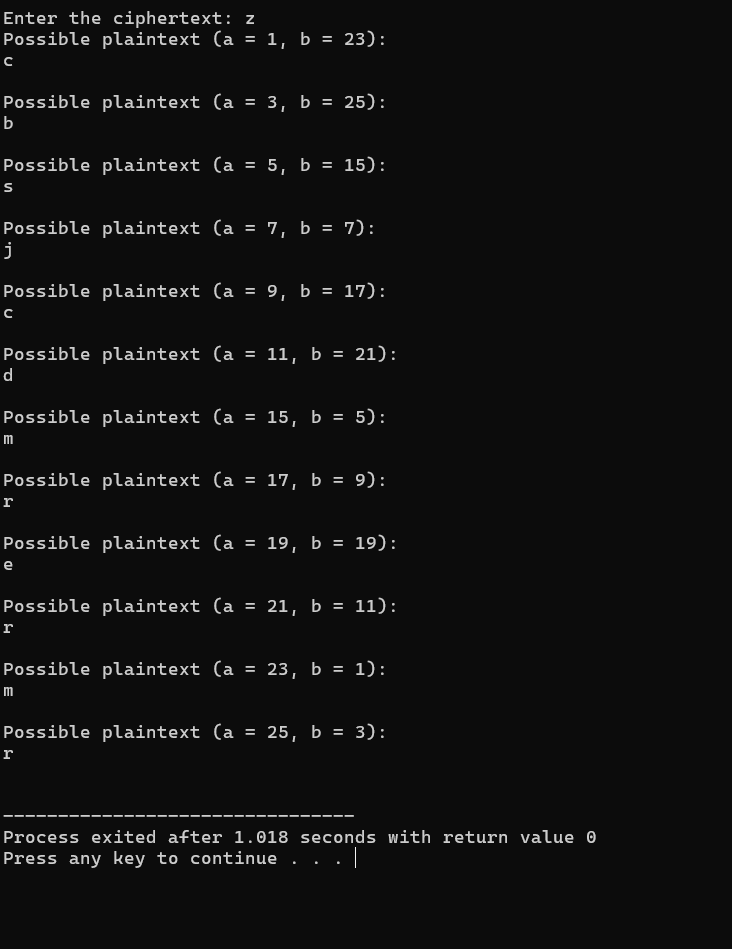 Enter the ciphertext: z
Possible plaintext (a = 1, b = 23):
c
Possible plaintext (a = 3, b = 25):
b
Possible plaintext (a = 5, b = 15):
s
Possible plaintext (a = 7, b = 7):
j
Possible plaintext (a = 9, b = 17):
c
Possible plaintext (a = 11, b = 21):
d
Possible plaintext (a = 15, b = 5):
m
Possible plaintext (a = 17, b = 9):
r
Possible plaintext (a = 19, b = 19):
e
Possible plaintext (a = 21, b = 11):
r
Possible plaintext (a = 23, b = 1):
m
Possible plaintext (a = 25, b = 3):
r
--------------------------------
Process exited after 1.018 seconds with return value 0
Press any key to continue . . .